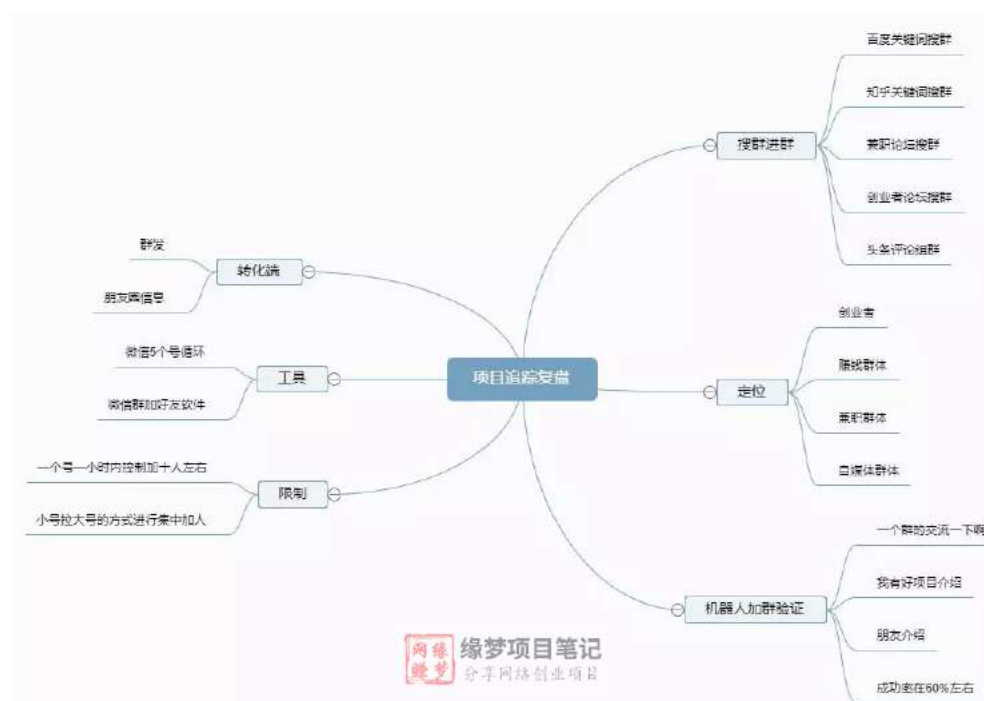 项目追踪复盘
搜群进群
百度关键词搜群
知乎关键词搜群
兼职论坛搜群
创业者论坛搜群
头条评论组群
定位
创业者
赚钱群体
兼职群体
自媒体群体
机器人加群验证
一个群的交流一下啊
我有好项目介绍
朋友介绍
成功率在60%左右
转化端
群发
朋友圈信息
工具
微信5个号循环
微信群加好友软件
限制
一个号一小时内控制加十人左右
小号拉大号的方式进行集中加人
网缘赚梦
缘梦项目笔记
分享网络创业项目